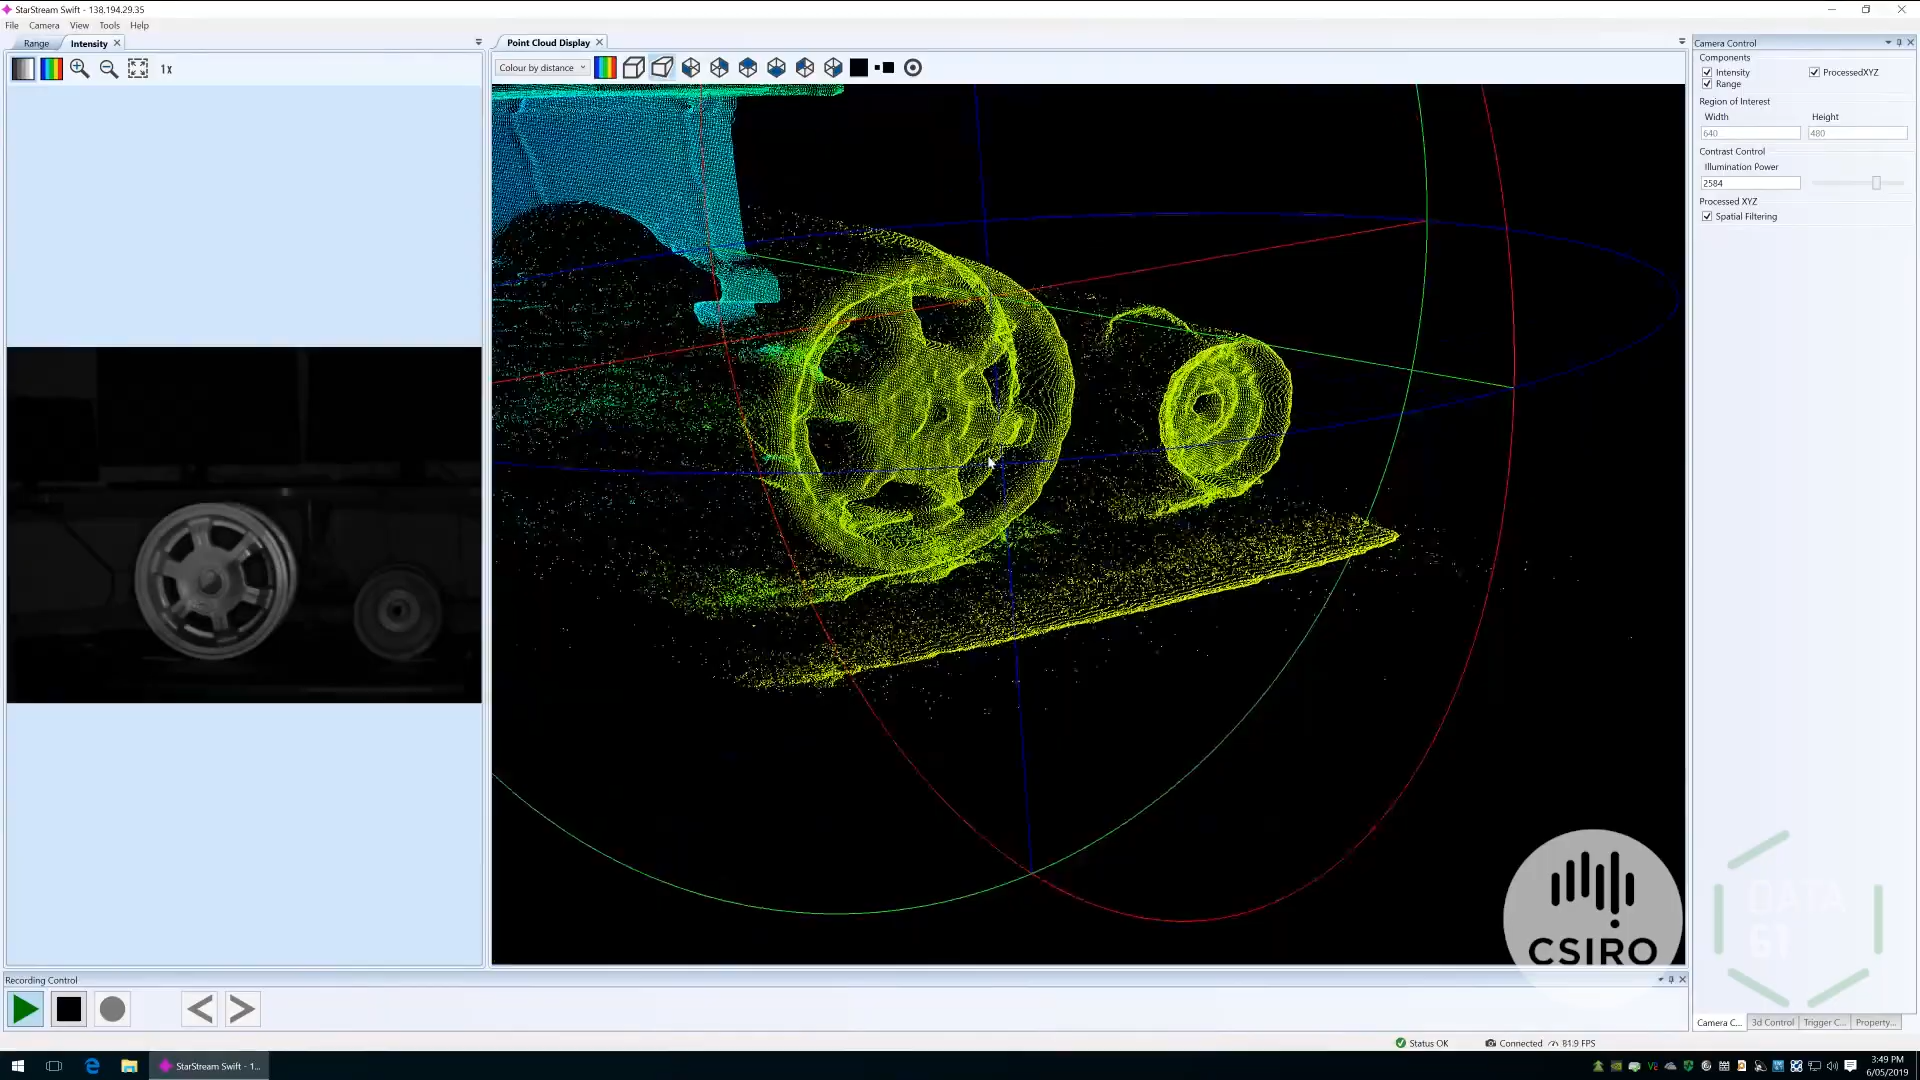 StarStream Swift - 138.194.29.35
File Camera View Tools Help
Range Intensity
1x
Point Cloud Display
Colour by distance
Camera Control
Components
Intensity ProcessedXYZ
Range
Region of Interest
Width Height
640 480
Contrast Control
Illumination Power
2584
Processed XYZ
Spatial Filtering
CSIRO
DATA
61
Recording Control
Camera C... 3d Control Trigger C... Property...
Status OK Connected 81.9 FPS
StarStream Swift - 1...
3:49 PM
6/05/2019